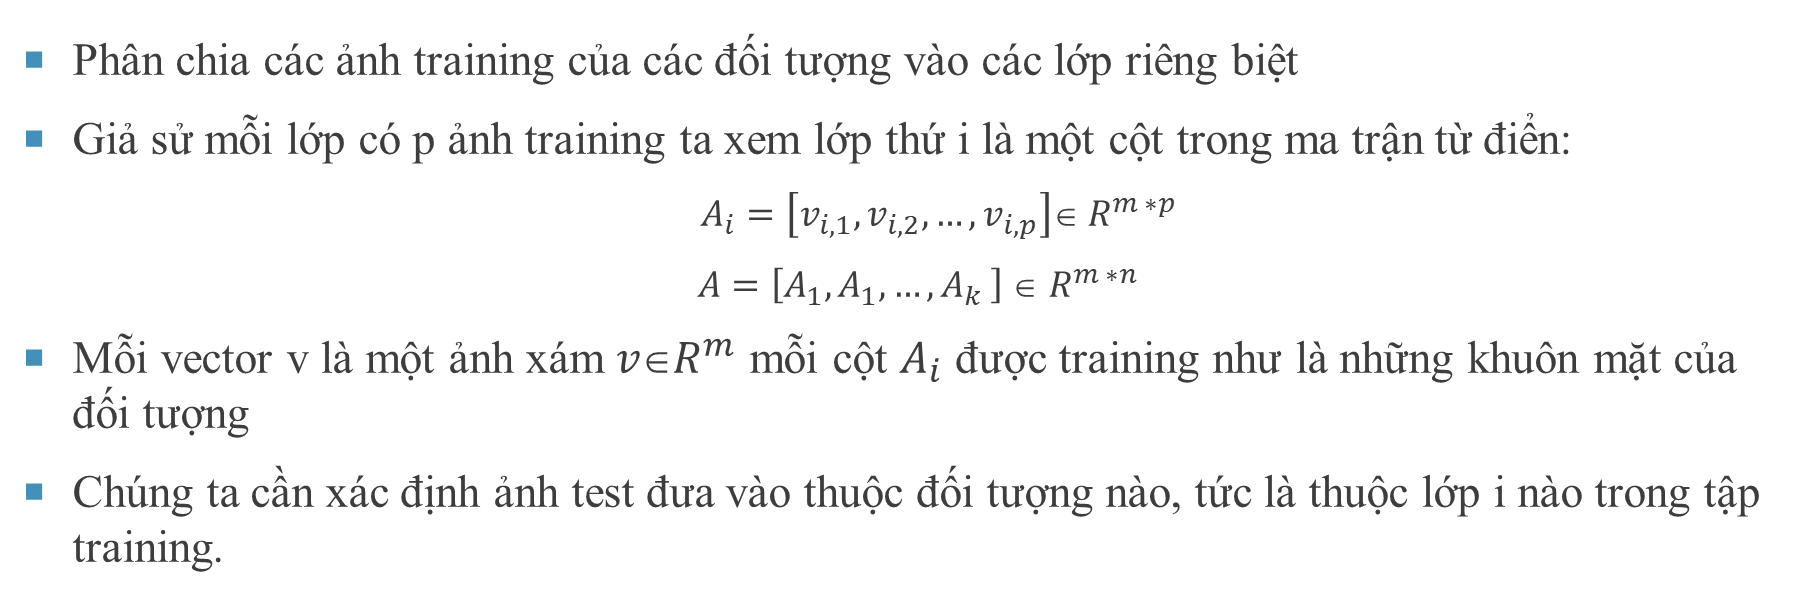 ▪ Phân chia các ảnh training của các đối tượng vào các lớp riêng biệt
▪ Giả sử mỗi lớp có p ảnh training ta xem lớp thứ i là một cột trong ma trận từ điển:
A_i = [v_{i,1}, v_{i,2}, …, v_{i,p}]∈ R^{m *p}
A = [A_1, A_1, …, A_k ] ∈ R^{m *n}
▪ Mỗi vector v là một ảnh xám v∈R^m mỗi cột A_i được training như là những khuôn mặt của
đối tượng
▪ Chúng ta cần xác định ảnh test đưa vào thuộc đối tượng nào, tức là thuộc lớp i nào trong tập
training.